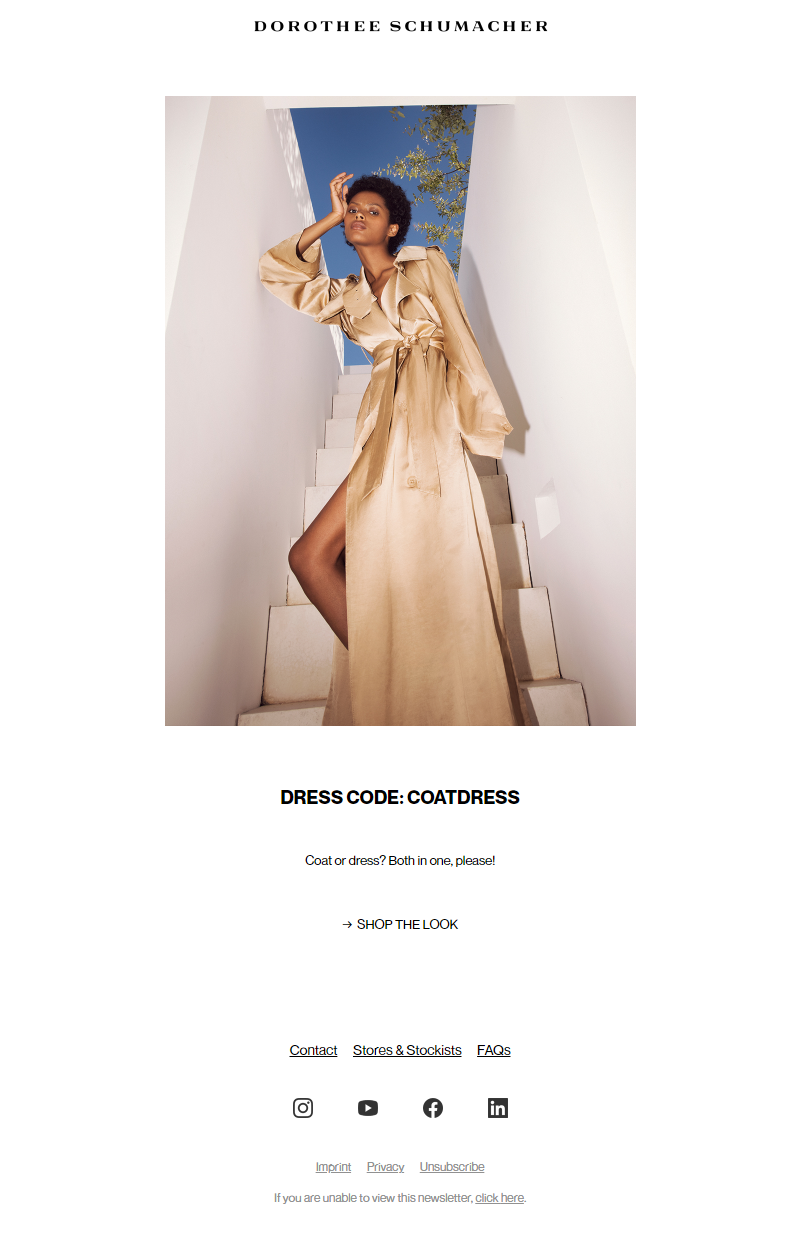 DOROTHEE SCHUMACHER
DRESS CODE: COATDRESS
Coat or dress? Both in one, please!
→ SHOP THE LOOK
Contact Stores & Stockists FAQs
Imprint Privacy Unsubscribe
If you are unable to view this newsletter, click here.